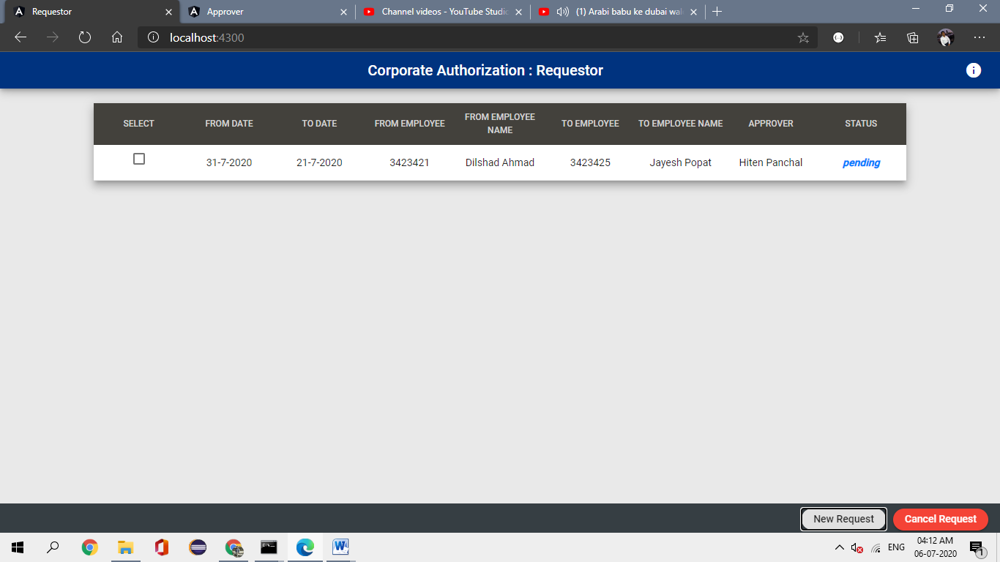 Requestor
Approver
Channel videos - YouTube Studio
(1) Arabi babu ke dubai wal
localhost:4300
Corporate Authorization : Requestor
SELECT FROM DATE TO DATE FROM EMPLOYEE FROM EMPLOYEE NAME TO EMPLOYEE TO EMPLOYEE NAME APPROVER STATUS
31-7-2020 21-7-2020 3423421 Dilshad Ahmad 3423425 Jayesh Popat Hiten Panchal pending
New Request Cancel Request
ENG
04:12 AM
06-07-2020
1